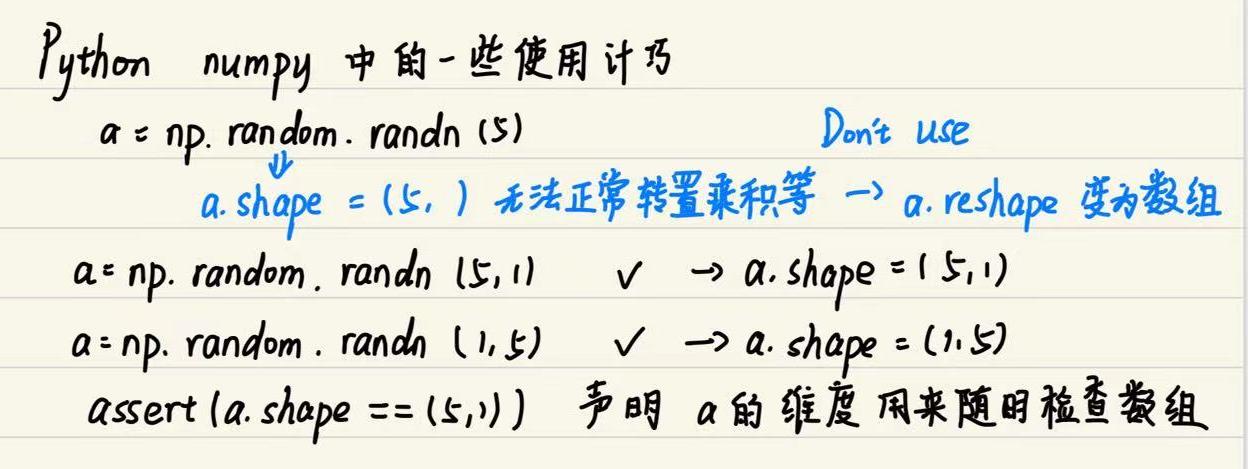 Python numpy 中的一些使用计巧
a = np. random. randn (5) Don't use
↓
a. shape = (5, ) 无法正常转置乘积等 → a. reshape 变为数组
a = np. random. randn (5,1) ✓ → a. shape = (5,1)
a = np. random. randn (1,5) ✓ → a. shape = (1,5)
assert (a. shape == (5,1)) 声明 a 的维度 用来随时检查数组